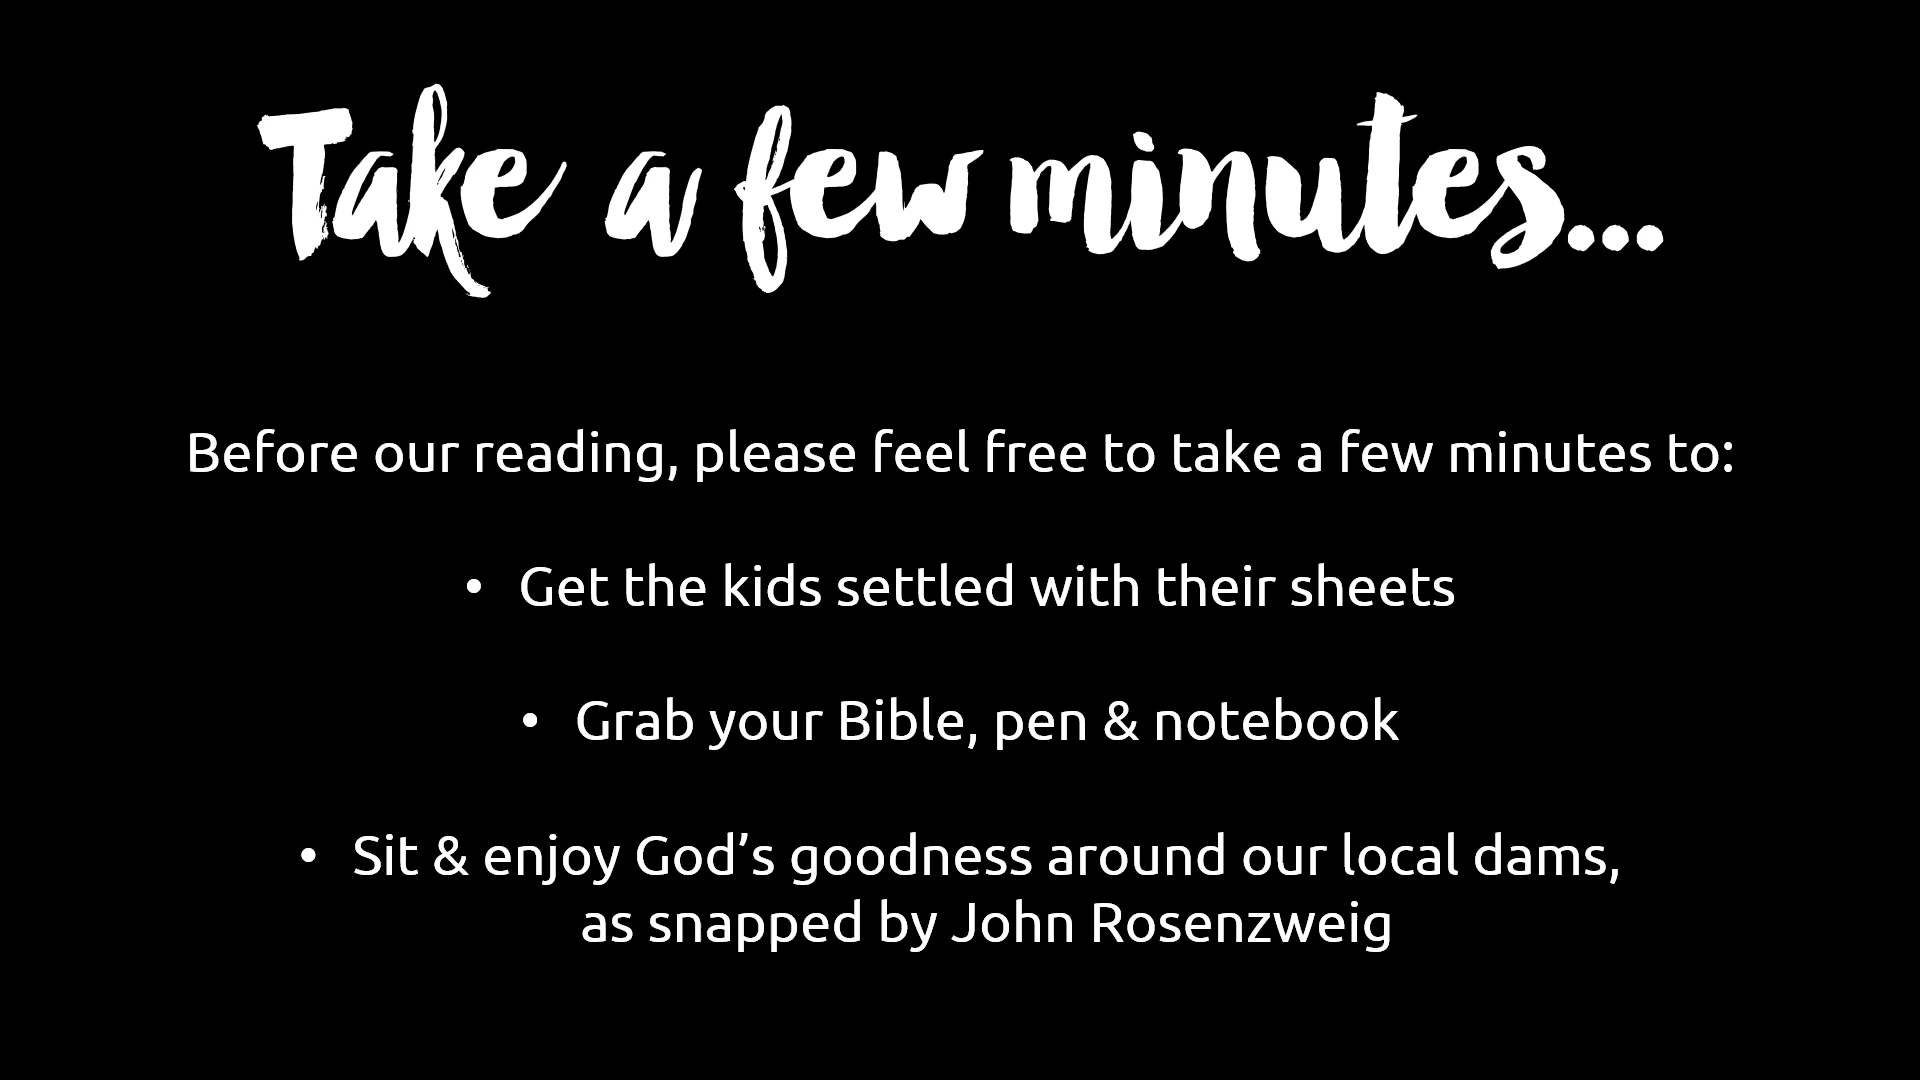 Take a few minutes...
Before our reading, please feel free to take a few minutes to:
• Get the kids settled with their sheets
• Grab your Bible, pen & notebook
• Sit & enjoy God’s goodness around our local dams,
as snapped by John Rosenzweig